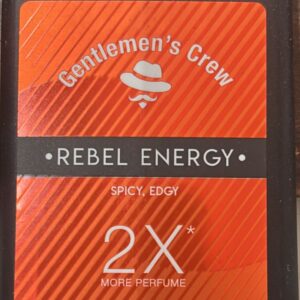 Gentlemen's Crew
• REBEL ENERGY •
SPICY, EDGY
2X*
MORE PERFUME